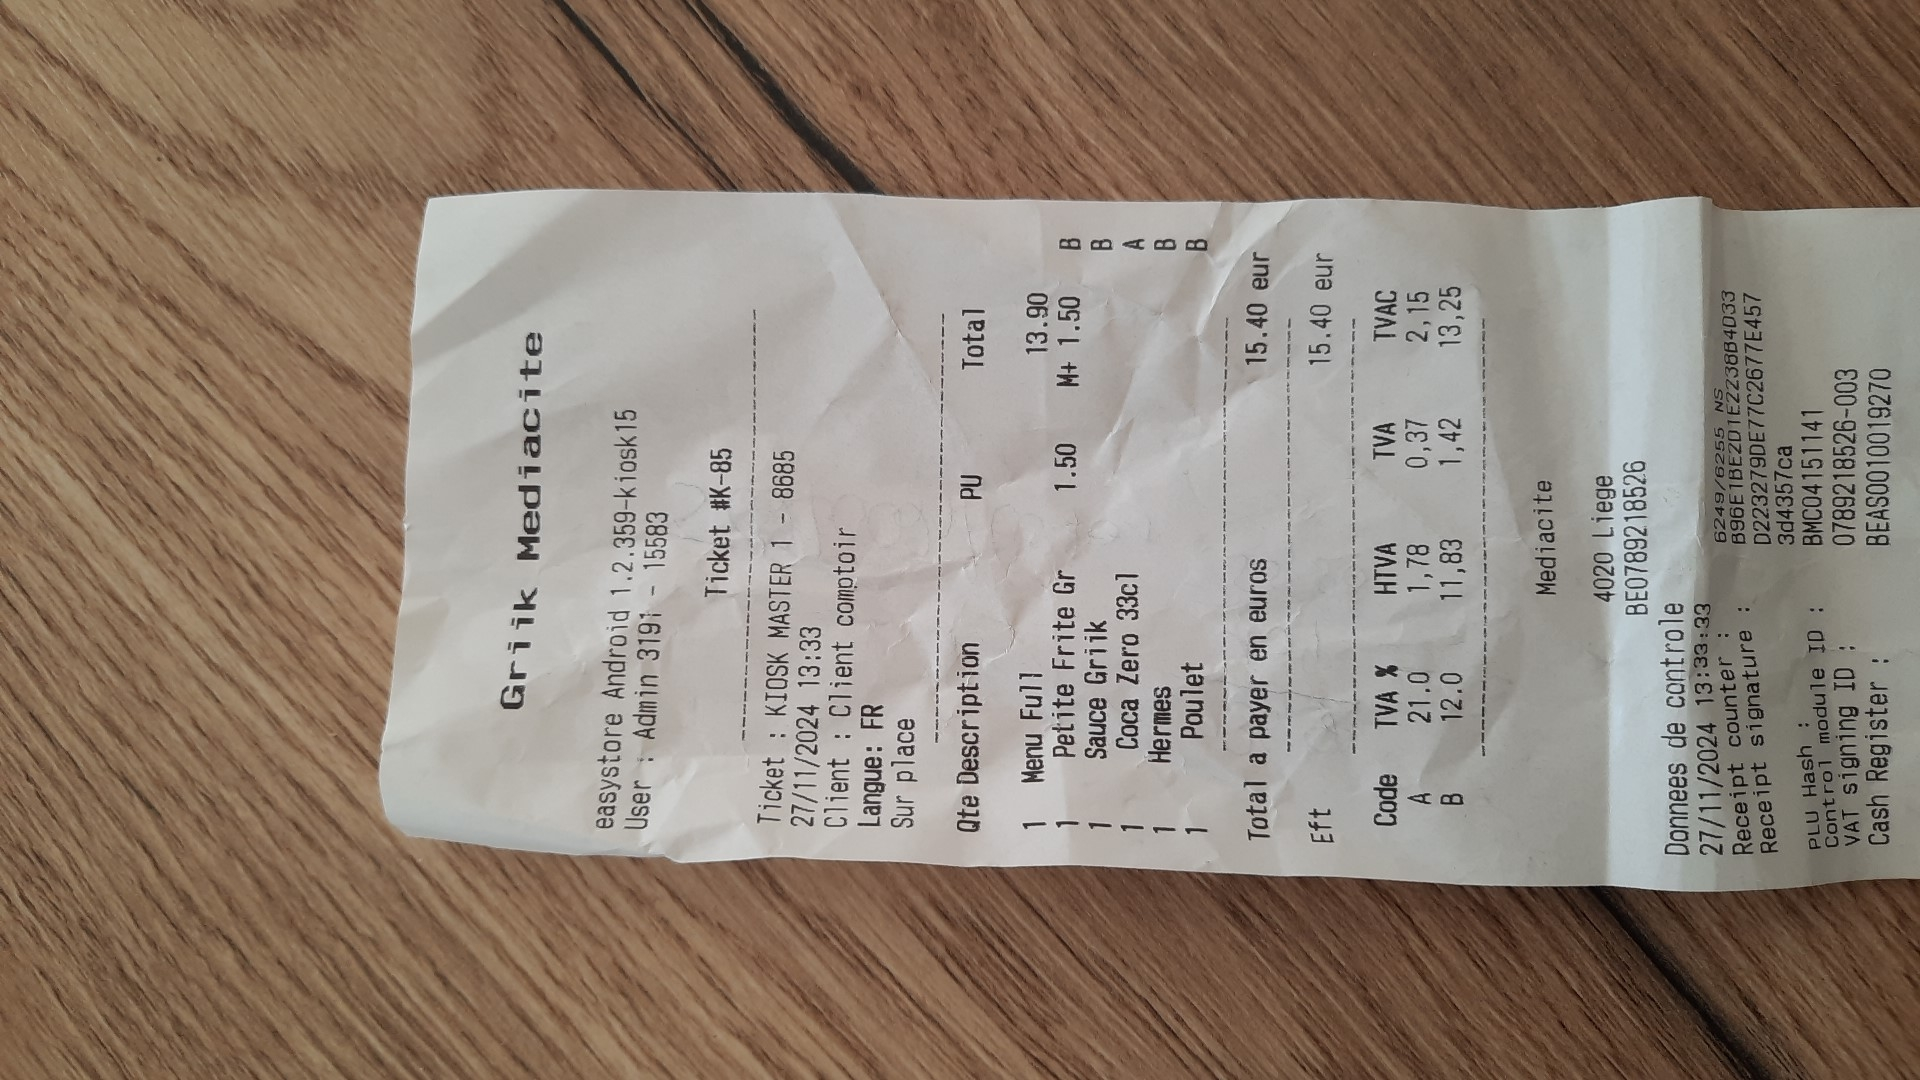 Griik Mediacite
easystore Android 1.2.359-kiosk15
User : Admin 319i - 15583
Ticket #K-85
Ticket : KIOSK MASTER 1 - 8685
27/11/2024 13:33
Client : Client comptoir
Langue: FR
Sur place
Qte Description PU Total
1 Menu Full 13.90
1 Petite Frite Gr 1.50 M+ 1.50 B
1 Sauce Griik B
1 Coca Zero 33cl A
1 Hermes B
1 Poulet B
Total a payer en euros 15.40 eur
Eft 15.40 eur
Code TVA % HTVA TVA TVAC
A 21.0 1,78 0,37 2,15
B 12.0 11,83 1,42 13,25
Mediacite
4020 Liege
BE0789218526
Donnees de controle
27/11/2024 13:33:33
Receipt counter : 6249/6255 NS
Receipt signature : B96E1BE2D1E2238B4D33
D223279DE77C2677E457
PLU Hash : 3d4357ca
Control module ID : BMC04151141
VAT signing ID : 0789218526-003
Cash Register : BEAS0010019270